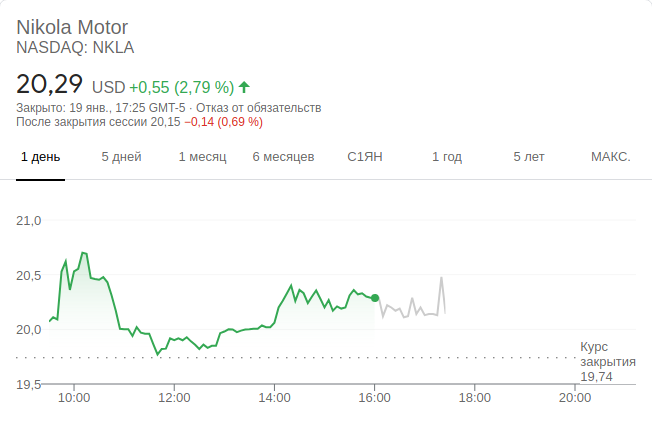 Nikola Motor
NASDAQ: NKLA
20,29 USD +0,55 (2,79 %)
Закрыто: 19 янв., 17:25 GMT-5 · Отказ от обязательств
После закрытия сессии 20,15 −0,14 (0,69 %)
1 день 5 дней 1 месяц 6 месяцев С1ЯН 1 год 5 лет МАКС.
21,0
20,5
20,0
Курс
закрытия
19,74
19,5
10:00 12:00 14:00 16:00 18:00 20:00